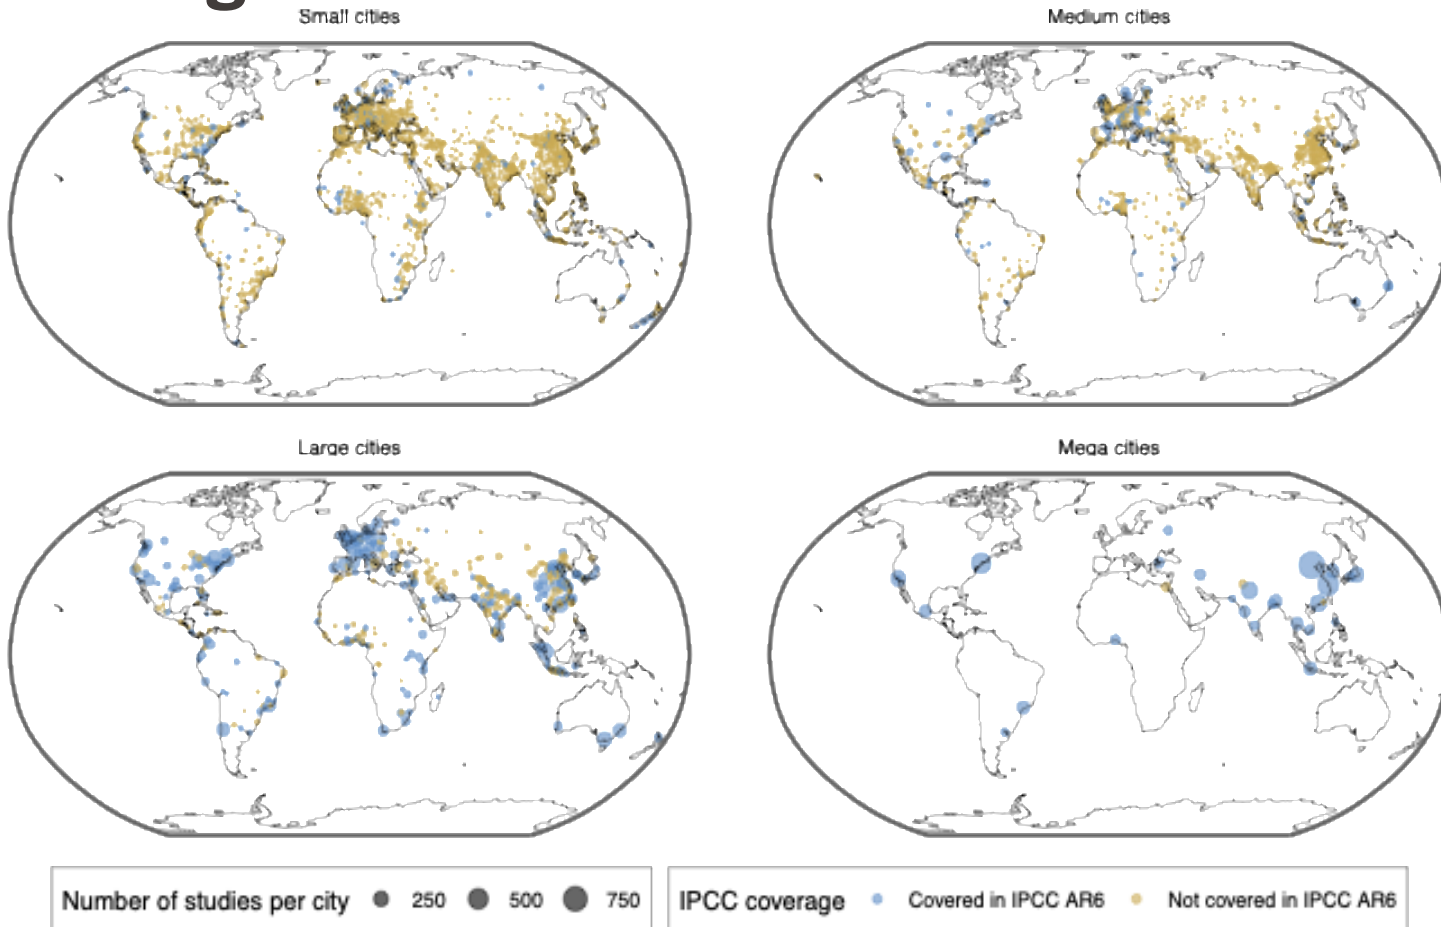 Small cities
Medium cities
Large cities
Mega cities
Number of studies per city 250 500 750
IPCC coverage Covered in IPCC AR6 Not covered in IPCC AR6